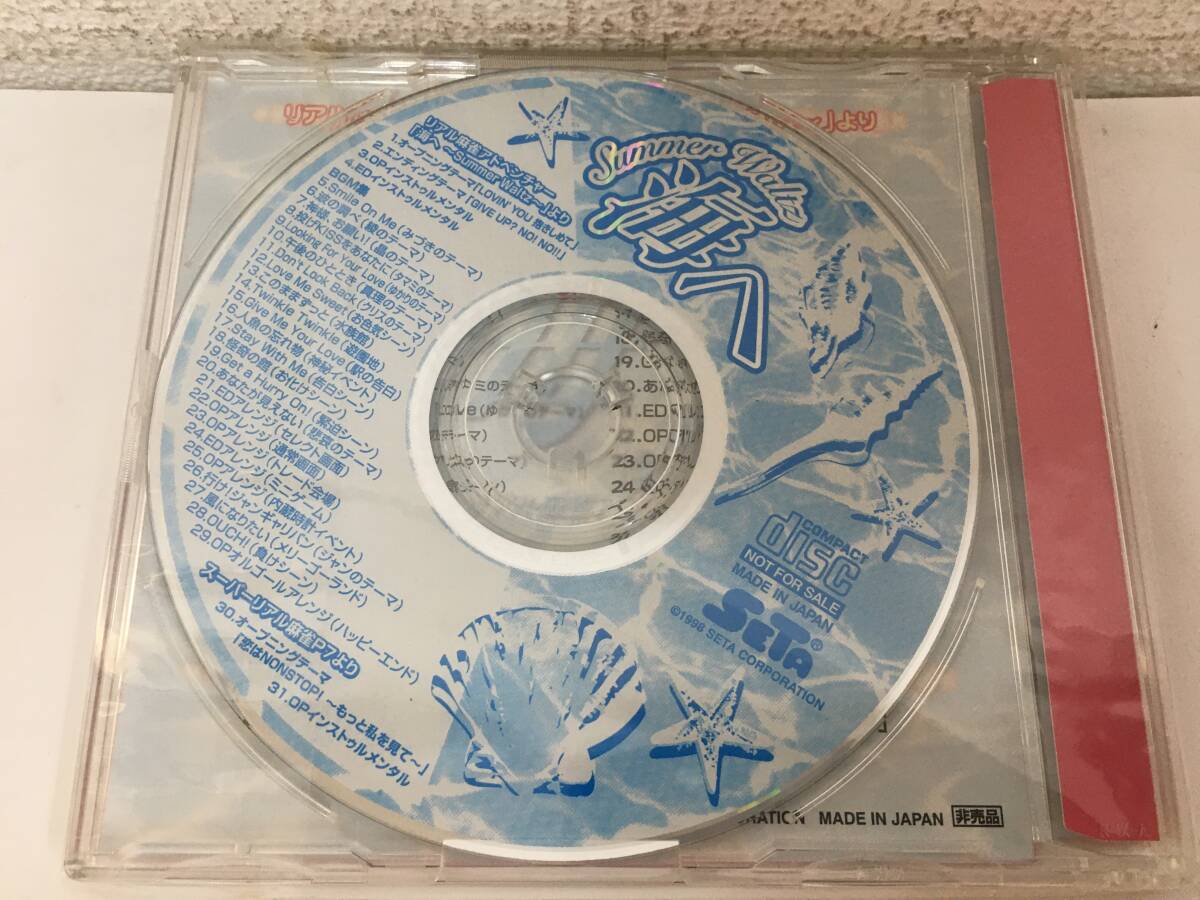 Summer Waltz
海へ
リアル麻雀アドベンチャー
「海へ ～Summer Waltz～」より
1.オープニングテーマ「LOVIN' YOU 抱きしめて」
2.エンディングテーマ「GIVE UP? NO! NO!!」
3.OPインストゥルメンタル
4.EDインストゥルメンタル
BGM集
5.Smile On Me(みづきのテーマ)
6.波の調べ(綾のテーマ)
7.神様、お願い!(晶のテーマ)
8.投げKISSをあなたに(タマミのテーマ)
9.Looking For Your Love(ゆかりのテーマ)
10.午後のひととき(真理のテーマ)
11.Don't Look Back(クリスのテーマ)
12.Love Me Sweet(お色気シーン)
13.このままずっと(水族館)
14.Twinkle Twinkle(遊園地)
15.Give Me Your Love(駅の告白)
16.人魚の忘れ物(神秘イベント)
17.Stay With Me(告白シーン)
18.怪奇の館(お化けシーン)
19.Get a Hurry On!(緊迫シーン)
20.あなたが見えない(悲哀のテーマ)
21.EDアレンジ(セレクト画面)
22.OPアレンジ(通常画面)
23.OPアレンジ(トレード会場)
24.EDアレンジ(ミニゲーム)
25.OPアレンジ(内蔵時計イベント)
26.行け!ジャンギャリバン(ジャンのテーマ)
27.風になりたい(メリーゴーランド)
28.OUCH!(負けシーン)
29.OPオルゴールアレンジ(ハッピーエンド)
スーパーリアル麻雀P7より
30.オープニングテーマ
「恋はNONSTOP! ～もっと私を見て～」
31.OPインストゥルメンタル
COMPACT
disc
NOT FOR SALE
MADE IN JAPAN
SETA®
©1998 SETA CORPORATION
リアル
～」より
ORATION MADE IN JAPAN 非売品